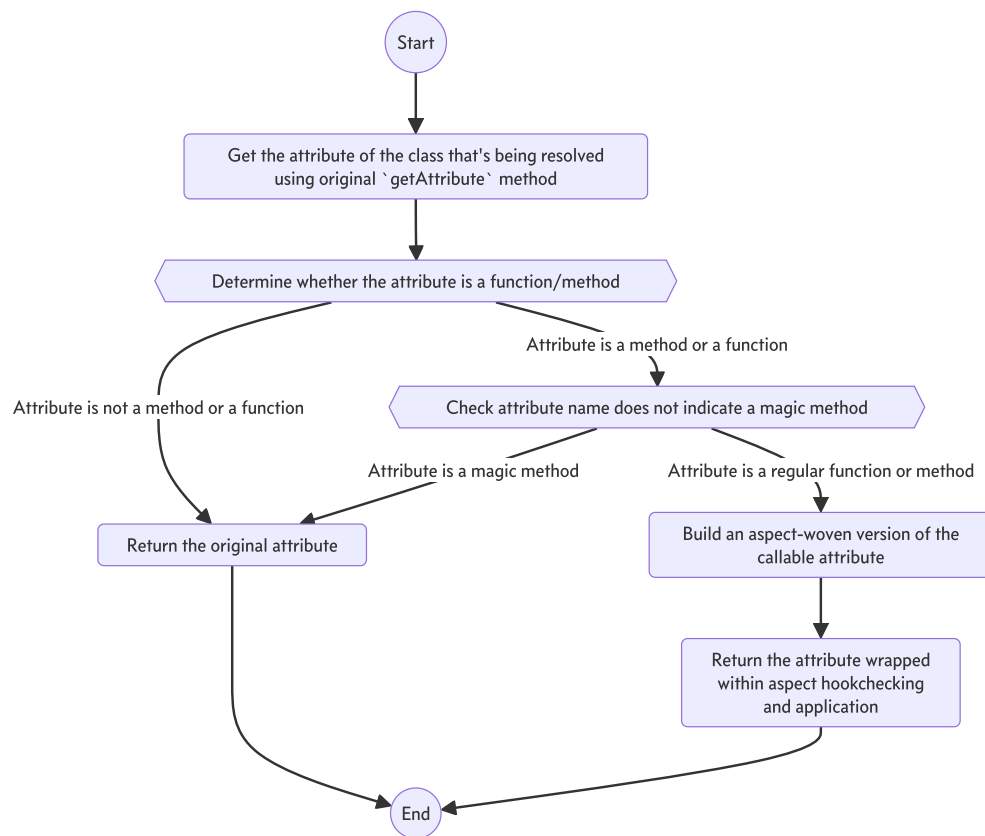 Start
Get the attribute of the class that's being resolved
using original `getAttribute` method
Determine whether the attribute is a function/method
Attribute is a method or a function
Attribute is not a method or a function
Check attribute name does not indicate a magic method
Attribute is a magic method
Attribute is a regular function or method
Return the original attribute
Build an aspect-woven version of the
callable attribute
Return the attribute wrapped
within aspect hookchecking
and application
End